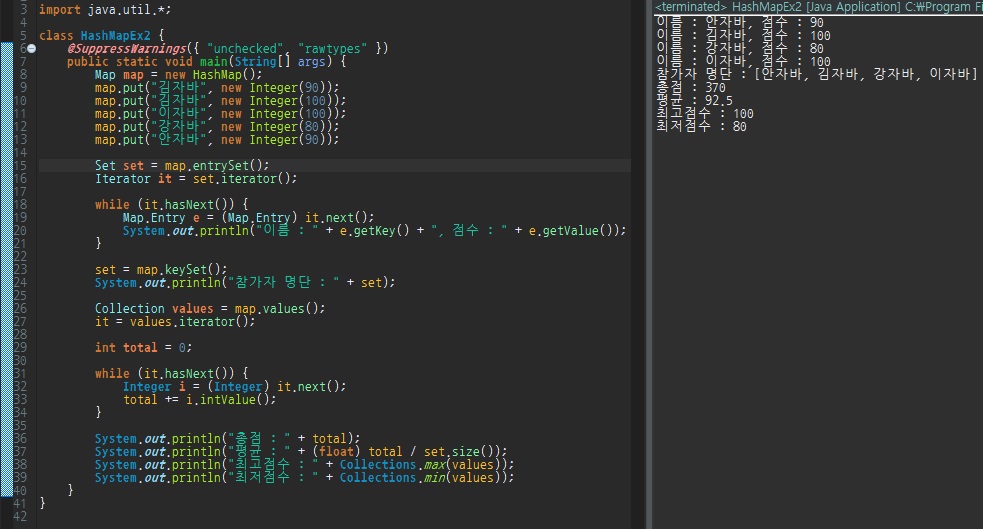 3 import java.util.*;
4
5 class HashMapEx2 {
6 @SuppressWarnings({ "unchecked", "rawtypes" })
7 public static void main(String[] args) {
8 Map map = new HashMap();
9 map.put("김자바", new Integer(90));
10 map.put("김자바", new Integer(100));
11 map.put("이자바", new Integer(100));
12 map.put("강자바", new Integer(80));
13 map.put("안자바", new Integer(90));
14
15 Set set = map.entrySet();
16 Iterator it = set.iterator();
17
18 while (it.hasNext()) {
19 Map.Entry e = (Map.Entry) it.next();
20 System.out.println("이름 : " + e.getKey() + ", 점수 : " + e.getValue());
21 }
22
23 set = map.keySet();
24 System.out.println("참가자 명단 : " + set);
25
26 Collection values = map.values();
27 it = values.iterator();
28
29 int total = 0;
30
31 while (it.hasNext()) {
32 Integer i = (Integer) it.next();
33 total += i.intValue();
34 }
35
36 System.out.println("총점 : " + total);
37 System.out.println("평균 : " + (float) total / set.size());
38 System.out.println("최고점수 : " + Collections.max(values));
39 System.out.println("최저점수 : " + Collections.min(values));
40 }
41 }
42
<terminated> HashMapEx2 [Java Application] C:₩Program Fi
이름 : 안자바, 점수 : 90
이름 : 김자바, 점수 : 100
이름 : 강자바, 점수 : 80
이름 : 이자바, 점수 : 100
참가자 명단 : [안자바, 김자바, 강자바, 이자바]
총점 : 370
평균 : 92.5
최고점수 : 100
최저점수 : 80